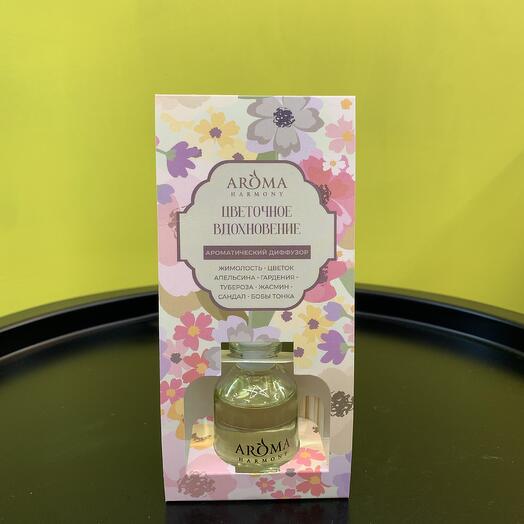 AROMA
HARMONY
ЦВЕТОЧНОЕ
ВДОХНОВЕНИЕ
АРОМАТИЧЕСКИЙ ДИФФУЗОР
ЖИМОЛОСТЬ · ЦВЕТОК
АПЕЛЬСИНА · ГАРДЕНИЯ ·
ТУБЕРОЗА · ЖАСМИН ·
САНДАЛ · БОБЫ ТОНКА
AROMA
HARMONY